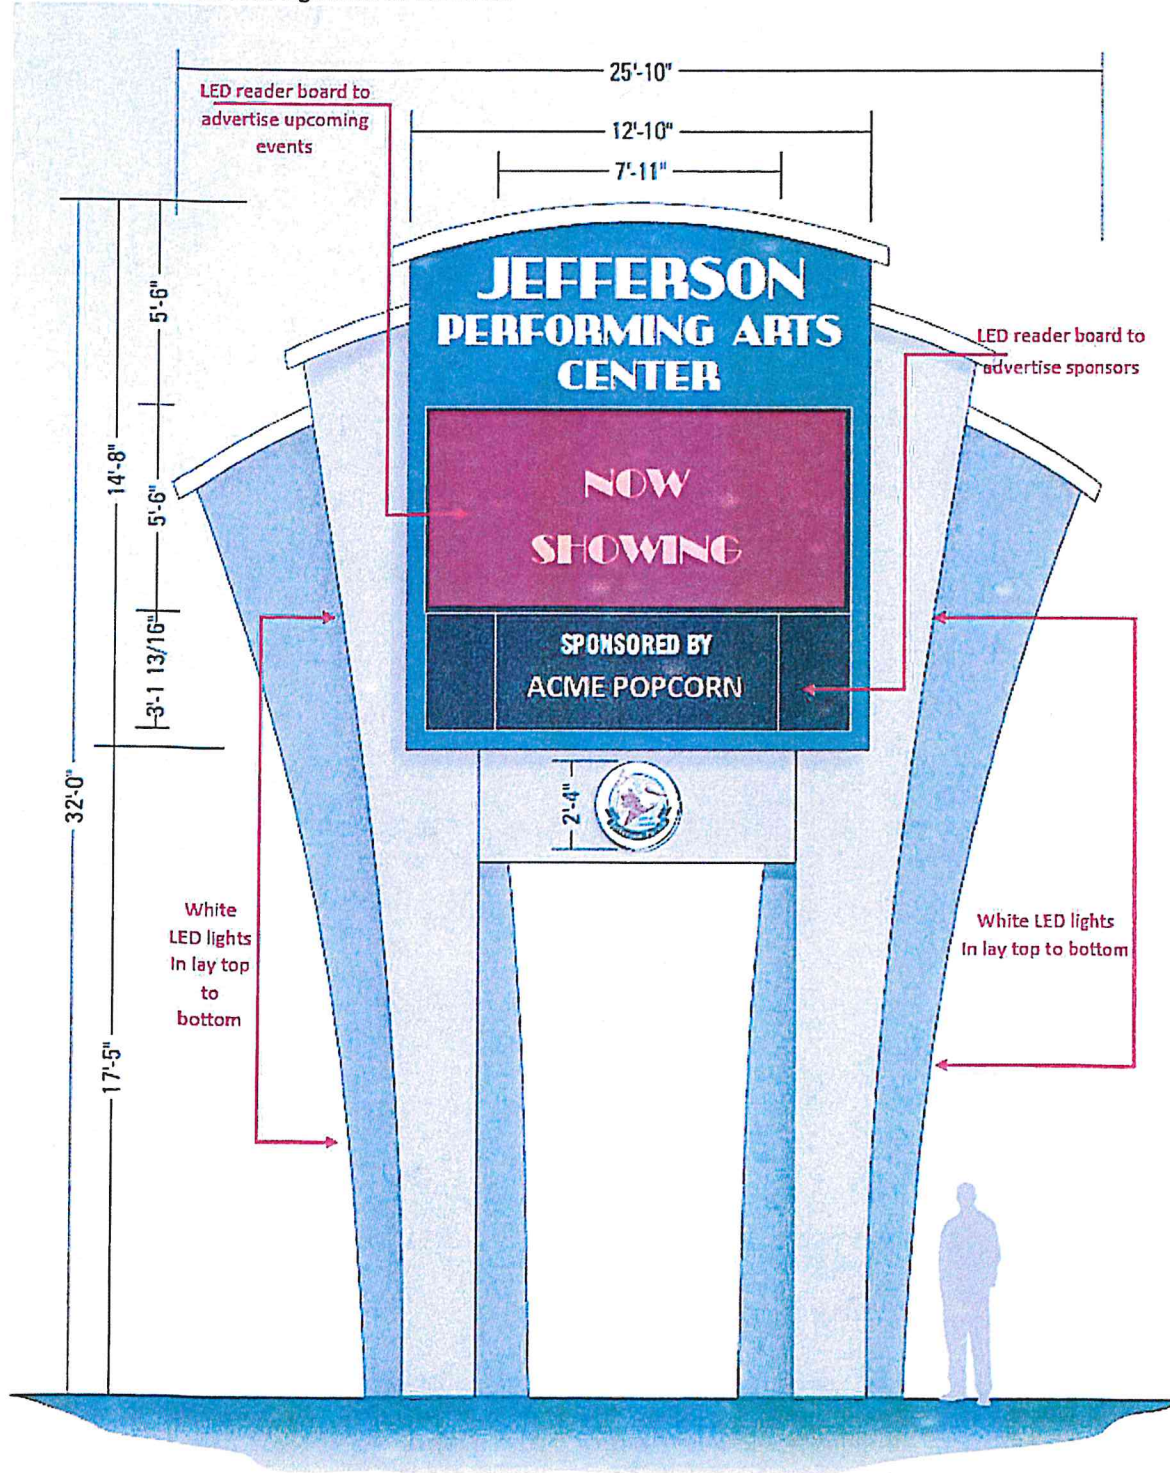 25'-10"
LED reader board to
advertise upcoming
events
12'-10"
7'-11"
JEFFERSON
PERFORMING ARTS
CENTER
LED reader board to
advertise sponsors
5'-6"
14'-8"
5'-6"
NOW
SHOWING
3'-1 13/16"
SPONSORED BY
ACME POPCORN
32'-0"
2'-4"
White
LED lights
In lay top
to
bottom
White LED lights
In lay top to bottom
17'-5"